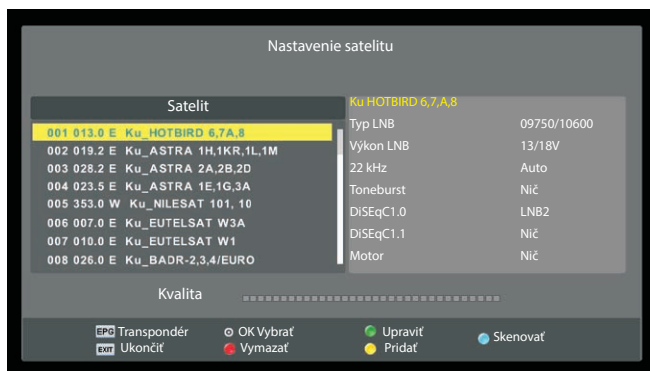 Nastavenie satelitu
Satelit
001 013.0 E Ku_HOTBIRD 6,7A,8
002 019.2 E Ku_ASTRA 1H,1KR,1L,1M
003 028.2 E Ku_ASTRA 2A,2B,2D
004 023.5 E Ku_ASTRA 1E,1G,3A
005 353.0 W Ku_NILESAT 101, 10
006 007.0 E Ku_EUTELSAT W3A
007 010.0 E Ku_EUTELSAT W1
008 026.0 E Ku_BADR-2,3,4/EURO
Ku HOTBIRD 6,7,A,8
Typ LNB 09750/10600
Výkon LNB 13/18V
22 kHz Auto
Toneburst Nič
DiSEqC1.0 LNB2
DiSEqC1.1 Nič
Motor Nič
Kvalita
EPG Transpondér OK Vybrať Upraviť Skenovať
EXIT Ukončiť Vymazať Pridať